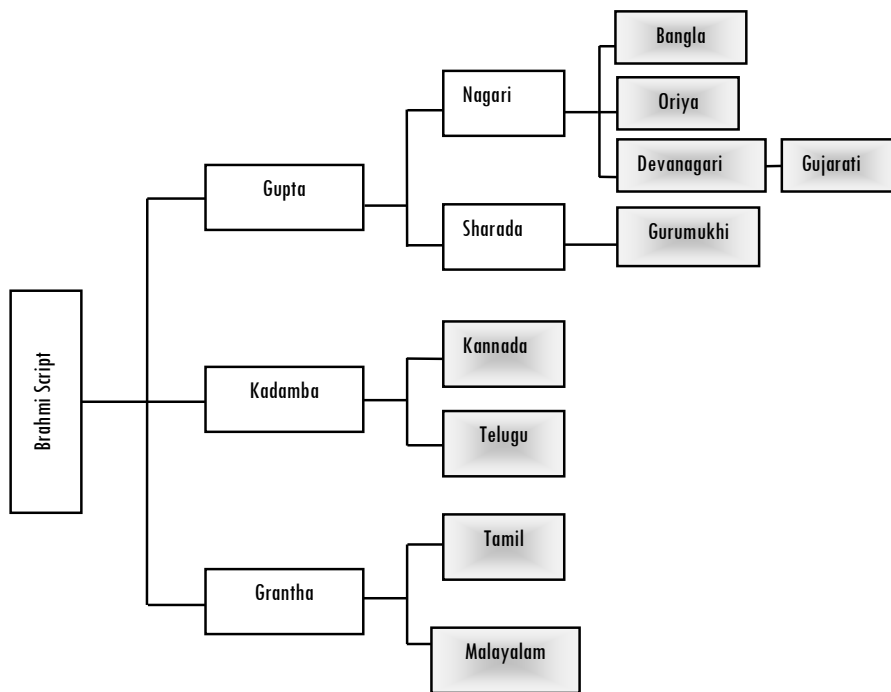 Bangla
Nagari
Oriya
Devanagari
Gujarati
Gupta
Sharada
Gurumukhi
Brahmi Script
Kannada
Kadamba
Telugu
Tamil
Grantha
Malayalam